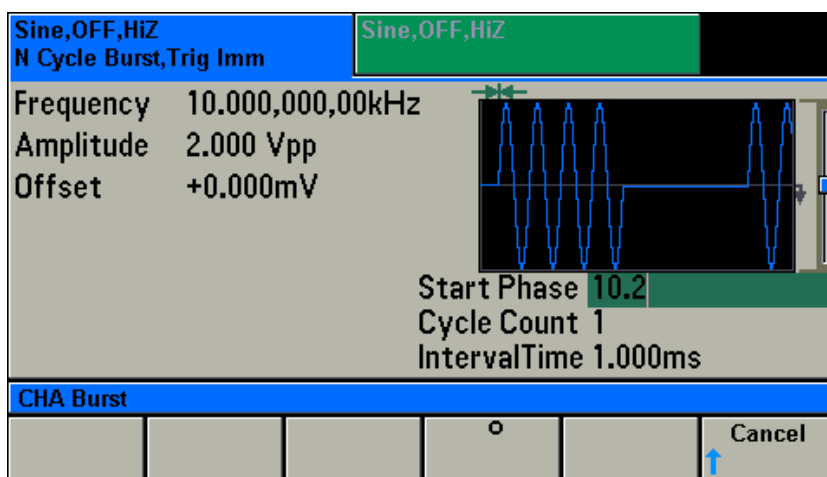 Sine,OFF,HiZ
N Cycle Burst,Trig Imm
Sine,OFF,HiZ
Frequency 10.000,000,00kHz
Amplitude 2.000 Vpp
Offset +0.000mV
Start Phase 10.2
Cycle Count 1
IntervalTime 1.000ms
CHA Burst
°
Cancel